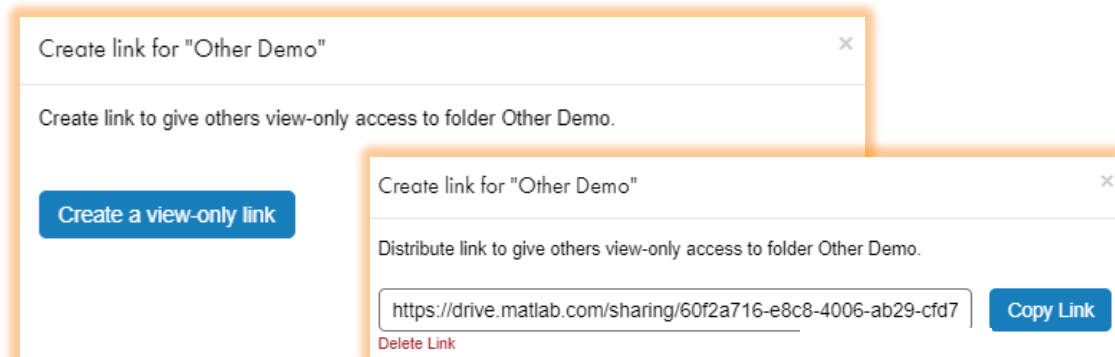 Create link for "Other Demo"
×
Create link to give others view-only access to folder Other Demo.
Create a view-only link
Create link for "Other Demo"
×
Distribute link to give others view-only access to folder Other Demo.
https://drive.matlab.com/sharing/60f2a716-e8c8-4006-ab29-cfd7
Copy Link
Delete Link